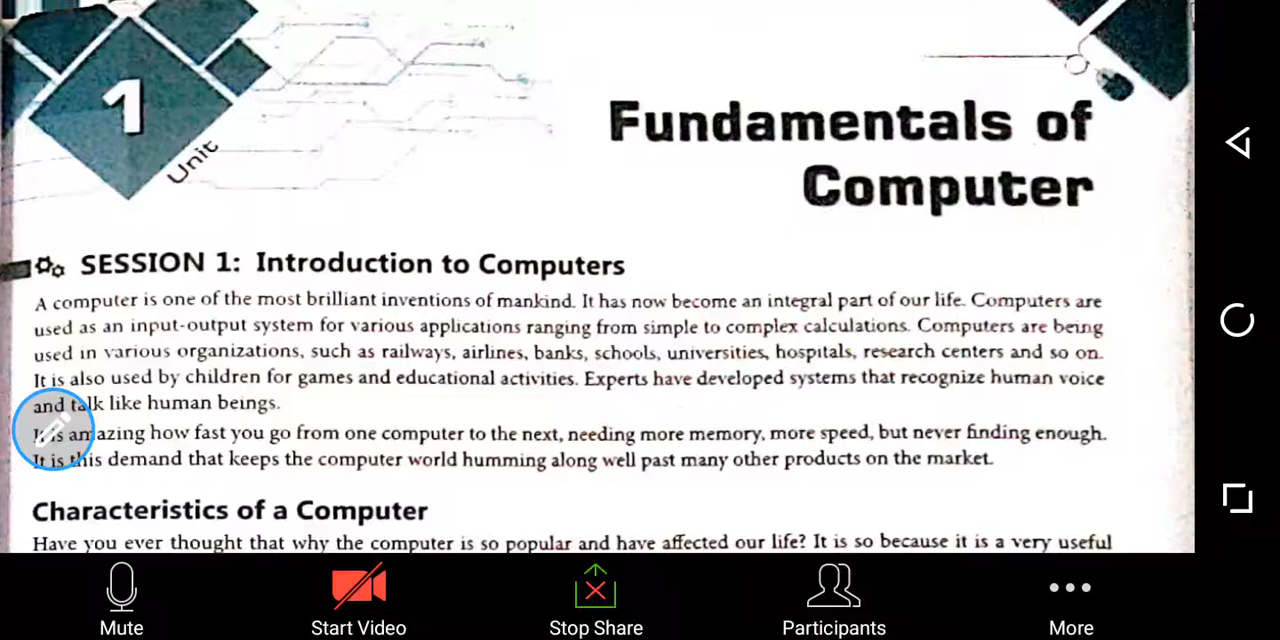 1
Unit
Fundamentals of
Computer
SESSION 1: Introduction to Computers
A computer is one of the most brilliant inventions of mankind. It has now become an integral part of our life. Computers are
used as an input-output system for various applications ranging from simple to complex calculations. Computers are being
used in various organizations, such as railways, airlines, banks, schools, universities, hospitals, research centers and so on.
It is also used by children for games and educational activities. Experts have developed systems that recognize human voice
and talk like human beings.
It is amazing how fast you go from one computer to the next, needing more memory, more speed, but never finding enough.
It is this demand that keeps the computer world humming along well past many other products on the market.
Characteristics of a Computer
Have you ever thought that why the computer is so popular and have affected our life? It is so because it is a very useful
Mute
Start Video
Stop Share
Participants
More